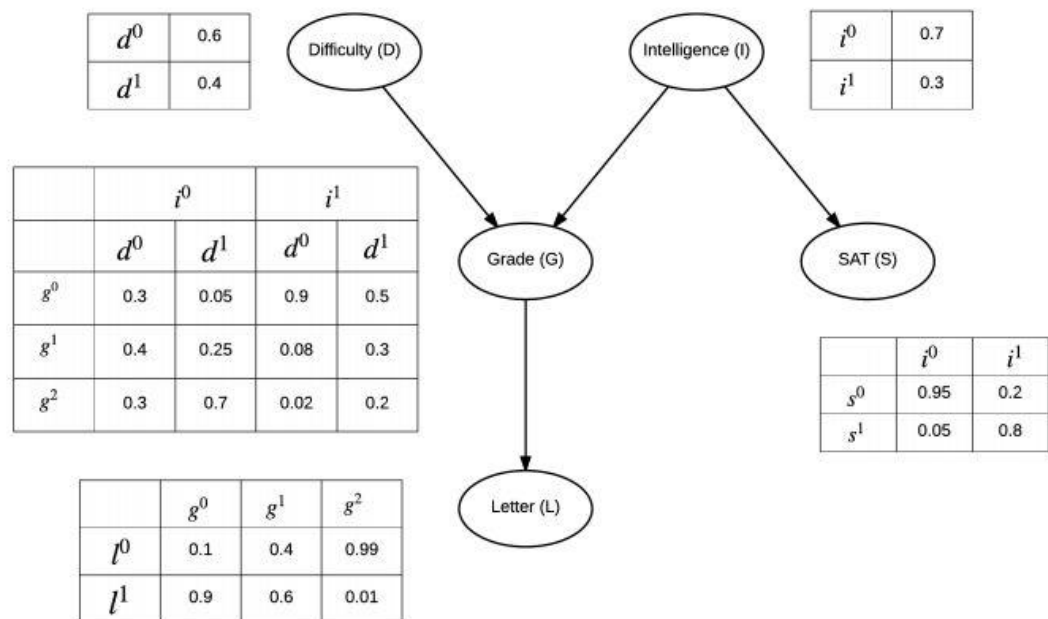 d⁰ 0.6
d¹ 0.4
Difficulty (D)
Intelligence (I)
i⁰ 0.7
i¹ 0.3
i⁰ i¹
d⁰ d¹ d⁰ d¹
g⁰ 0.3 0.05 0.9 0.5
g¹ 0.4 0.25 0.08 0.3
g² 0.3 0.7 0.02 0.2
Grade (G)
SAT (S)
i⁰ i¹
s⁰ 0.95 0.2
s¹ 0.05 0.8
g⁰ g¹ g²
l⁰ 0.1 0.4 0.99
l¹ 0.9 0.6 0.01
Letter (L)